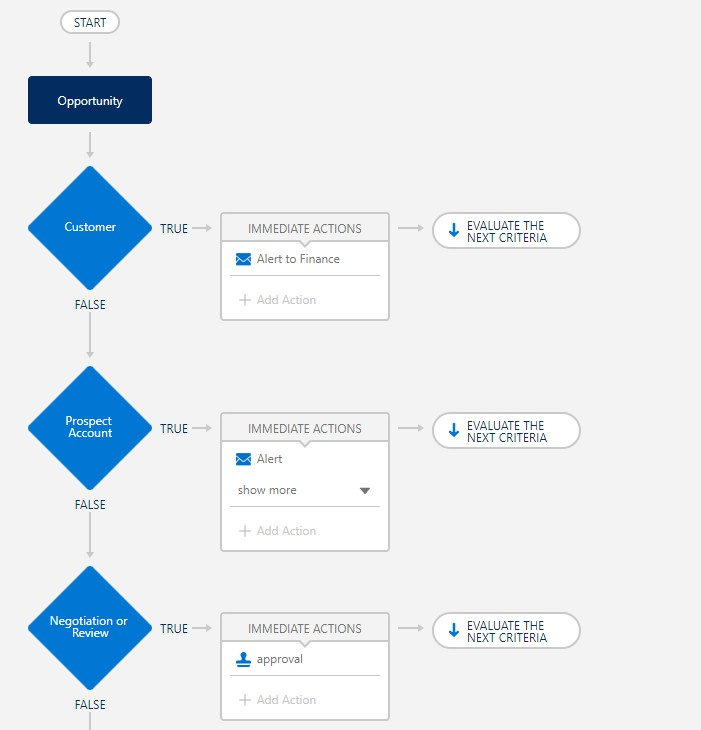 START
Opportunity
Customer
TRUE
IMMEDIATE ACTIONS
Alert to Finance
Add Action
EVALUATE THE
NEXT CRITERIA
FALSE
Prospect
Account
TRUE
IMMEDIATE ACTIONS
Alert
show more
Add Action
EVALUATE THE
NEXT CRITERIA
FALSE
Negotiation or
Review
TRUE
IMMEDIATE ACTIONS
approval
Add Action
EVALUATE THE
NEXT CRITERIA
FALSE